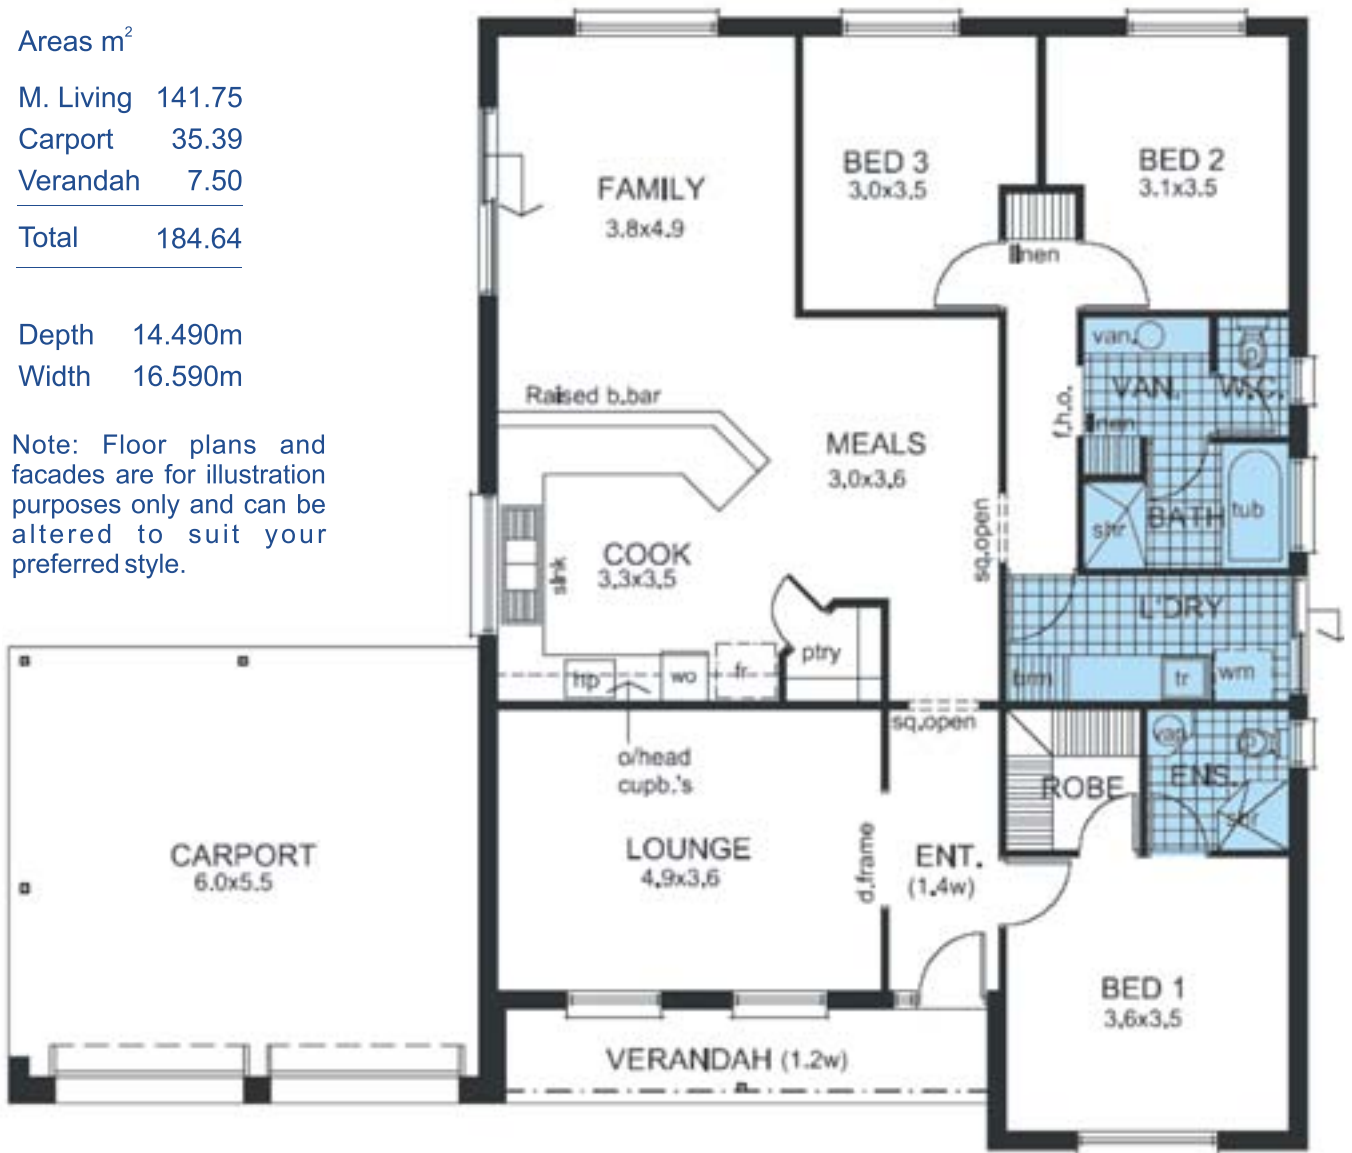 Areas m²
M. Living 141.75
Carport 35.39
Verandah 7.50
Total 184.64
Depth 14.490m
Width 16.590m
Note: Floor plans and
facades are for illustration
purposes only and can be
altered to suit your
preferred style.
FAMILY
3.8x4.9
BED 3
3.0x3.5
BED 2
3.1x3.5
linen
van.
VAN.
W.C.
f.h.o.
linen
Raised b.bar
MEALS
3.0x3.6
sq.open
shr
BATH
tub
COOK
3.3x3.5
sink
L'DRY
ptry
hp
wo
fr
brm
tr
wm
sq.open
o/head
cupb.'s
van
ENS.
ROBE
shr
CARPORT
6.0x5.5
LOUNGE
4.9x3.6
d.frame
ENT.
(1.4w)
BED 1
3.6x3.5
VERANDAH (1.2w)